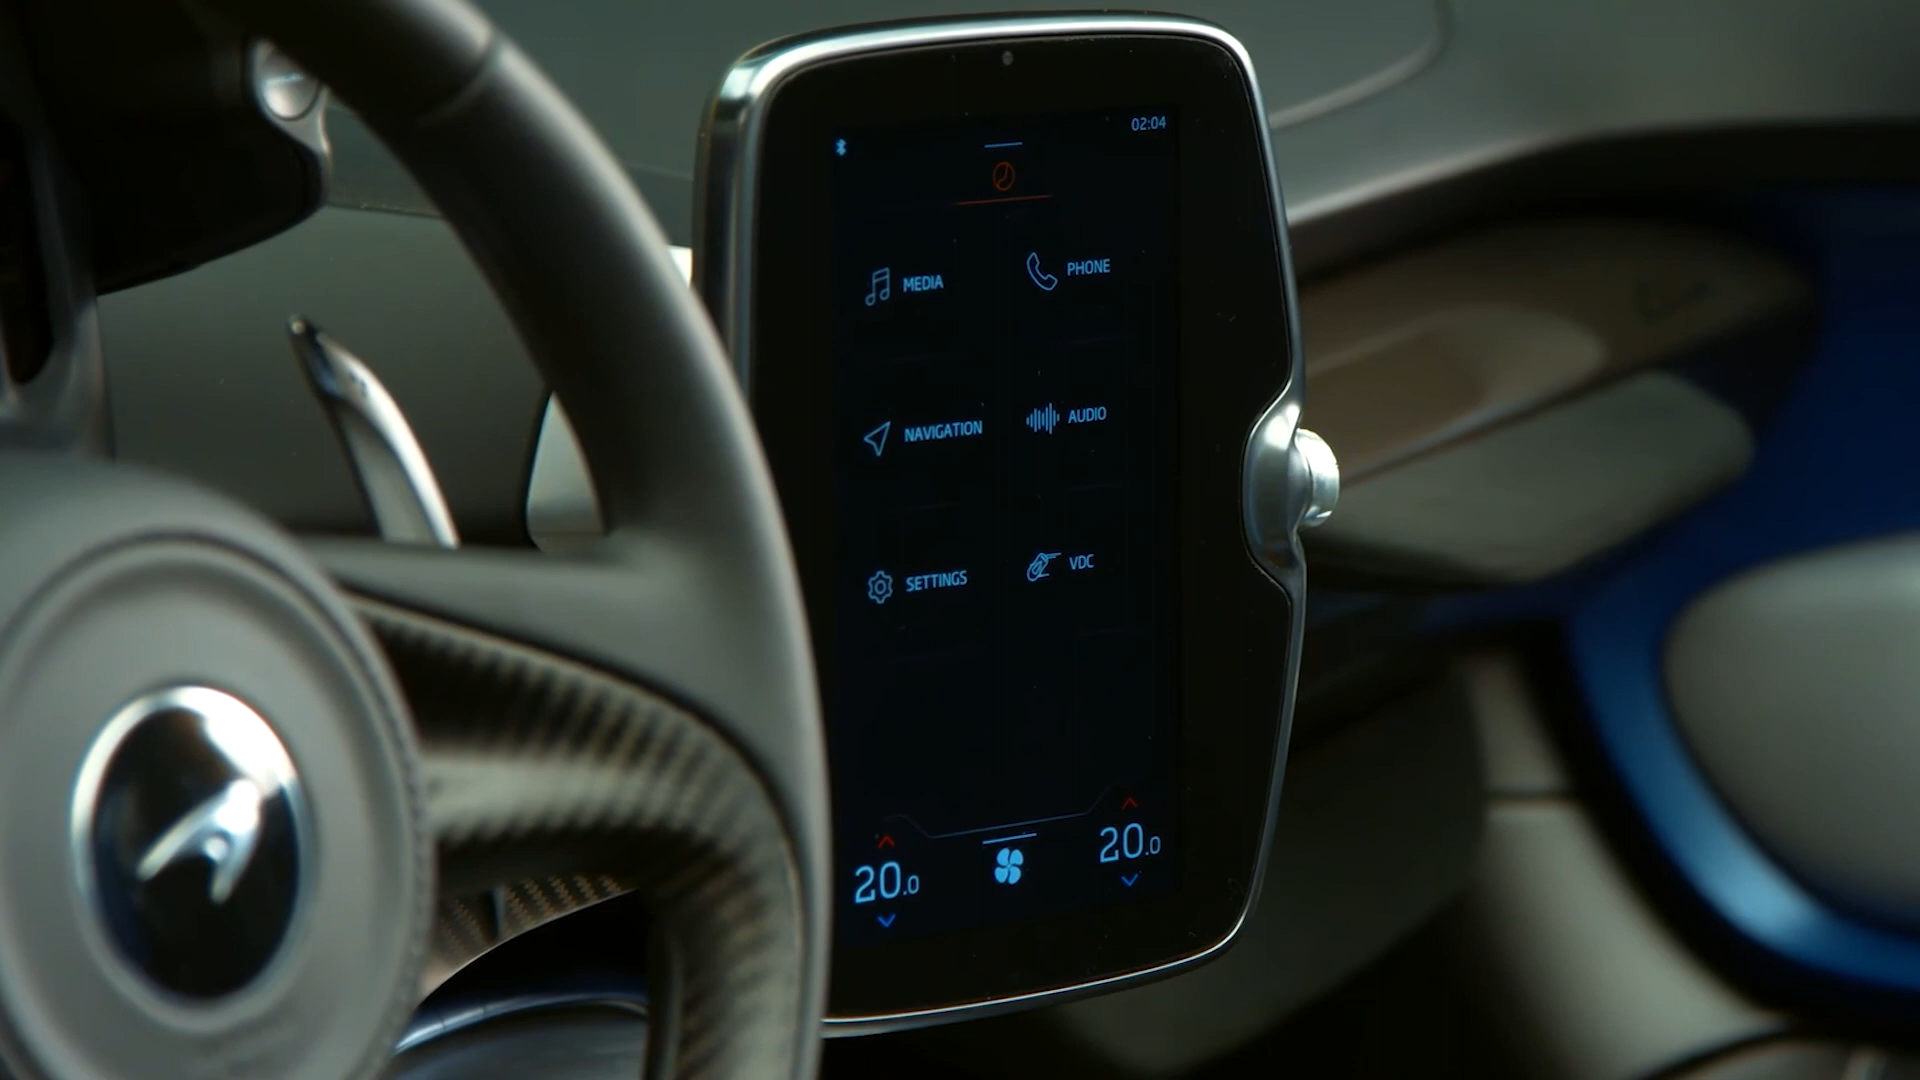 02:04
MEDIA
PHONE
NAVIGATION
AUDIO
SETTINGS
VDC
20.0
20.0